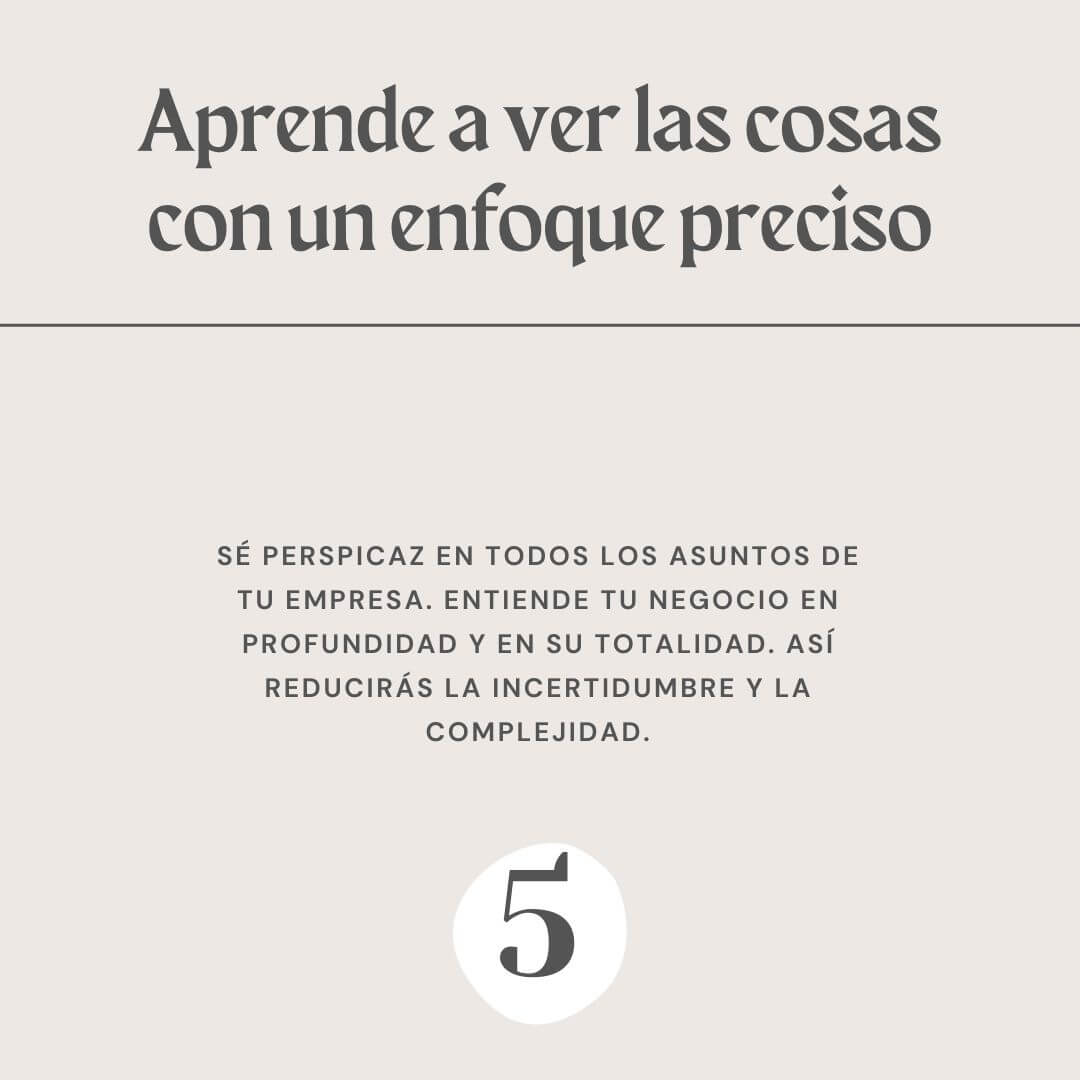 Aprende a ver las cosas
con un enfoque preciso
SÉ PERSPICAZ EN TODOS LOS ASUNTOS DE
TU EMPRESA. ENTIENDE TU NEGOCIO EN
PROFUNDIDAD Y EN SU TOTALIDAD. ASÍ
REDUCIRÁS LA INCERTIDUMBRE Y LA
COMPLEJIDAD.
5